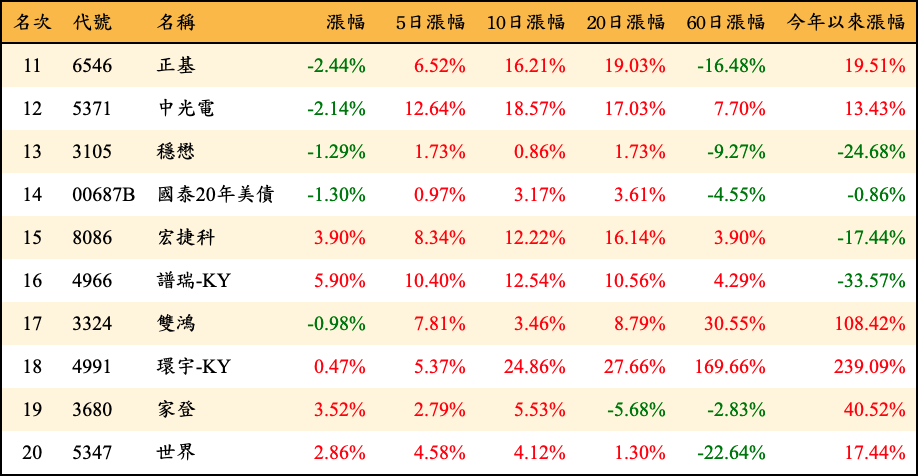 名次 代號 名稱 漲幅 5日漲幅 10日漲幅 20日漲幅 60日漲幅 今年以來漲幅
11 6546 正基 -2.44% 6.52% 16.21% 19.03% -16.48% 19.51%
12 5371 中光電 -2.14% 12.64% 18.57% 17.03% 7.70% 13.43%
13 3105 穩懋 -1.29% 1.73% 0.86% 1.73% -9.27% -24.68%
14 00687B 國泰20年美債 -1.30% 0.97% 3.17% 3.61% -4.55% -0.86%
15 8086 宏捷科 3.90% 8.34% 12.22% 16.14% 3.90% -17.44%
16 4966 譜瑞-KY 5.90% 10.40% 12.54% 10.56% 4.29% -33.57%
17 3324 雙鴻 -0.98% 7.81% 3.46% 8.79% 30.55% 108.42%
18 4991 環宇-KY 0.47% 5.37% 24.86% 27.66% 169.66% 239.09%
19 3680 家登 3.52% 2.79% 5.53% -5.68% -2.83% 40.52%
20 5347 世界 2.86% 4.58% 4.12% 1.30% -22.64% 17.44%